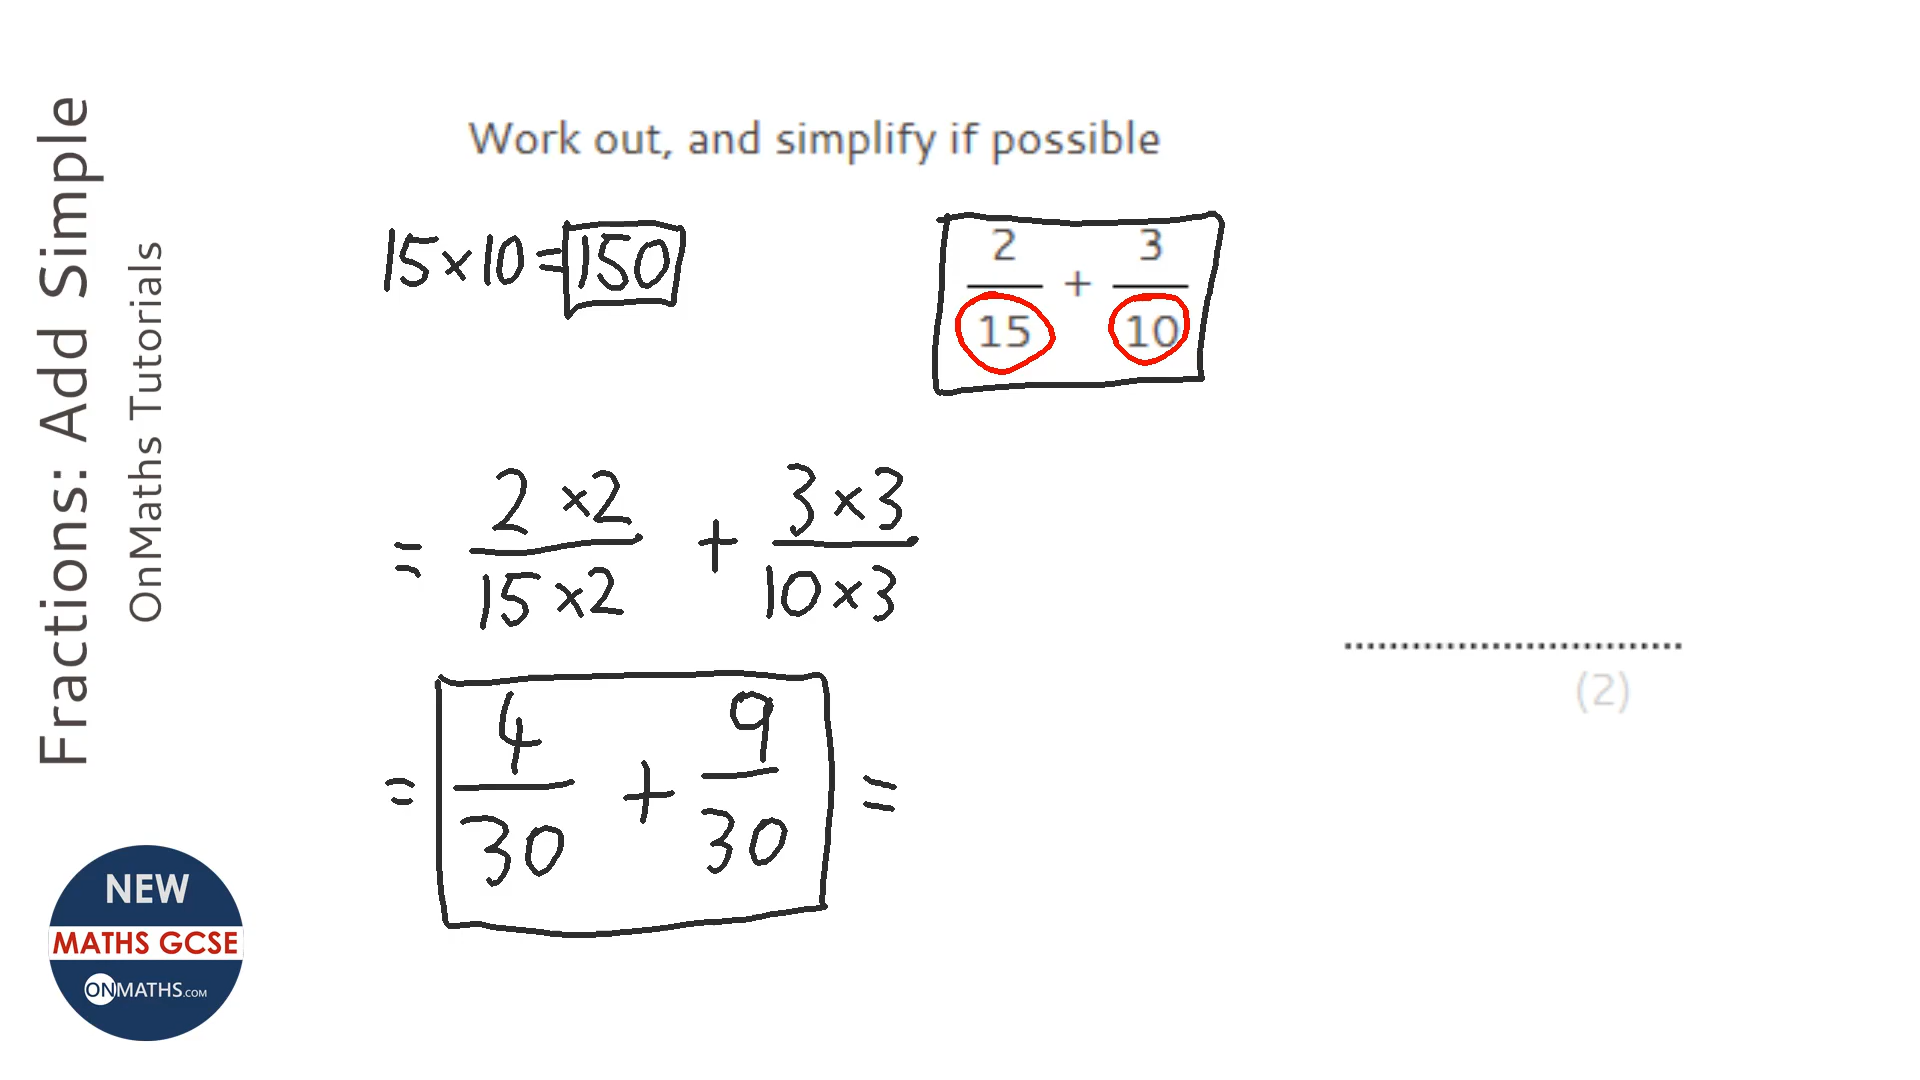 Fractions: Add Simple
OnMaths Tutorials
Work out, and simplify if possible
15×10=150
2/15 + 3/10
= 2×2/15×2 + 3×3/10×3
= 4/30 + 9/30 =
(2)
NEW
MATHS GCSE
ONMATHS.COM